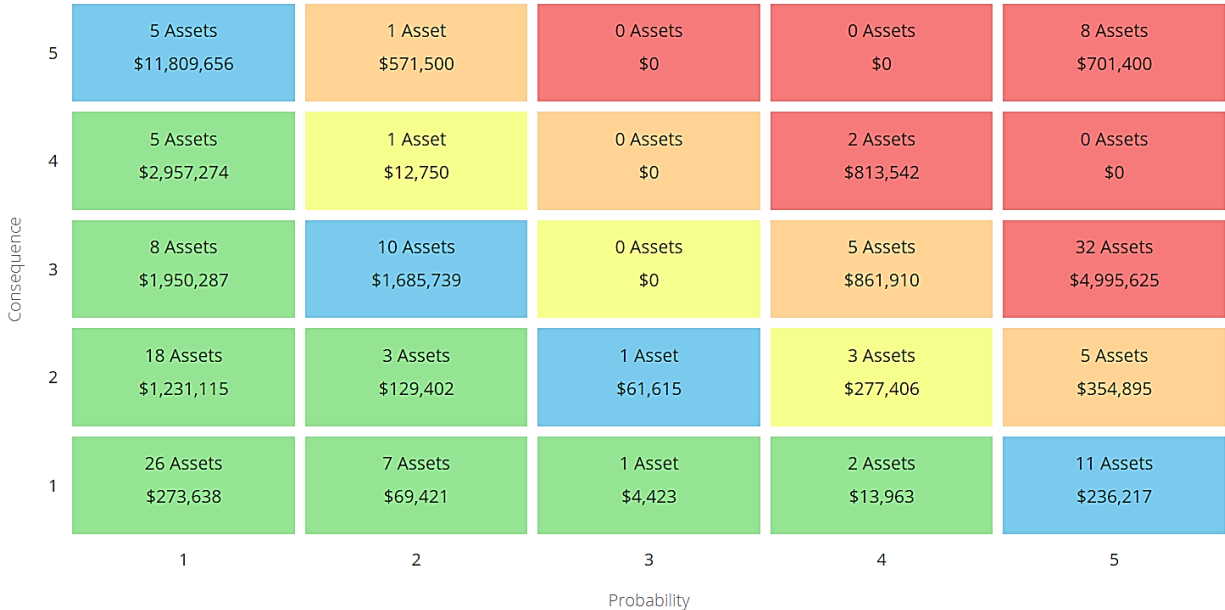 5 Assets
$11,809,656
1 Asset
$571,500
0 Assets
$0
0 Assets
$0
8 Assets
$701,400
5
5 Assets
$2,957,274
1 Asset
$12,750
0 Assets
$0
2 Assets
$813,542
0 Assets
$0
4
8 Assets
$1,950,287
10 Assets
$1,685,739
0 Assets
$0
5 Assets
$861,910
32 Assets
$4,995,625
3
18 Assets
$1,231,115
3 Assets
$129,402
1 Asset
$61,615
3 Assets
$277,406
5 Assets
$354,895
2
26 Assets
$273,638
7 Assets
$69,421
1 Asset
$4,423
2 Assets
$13,963
11 Assets
$236,217
1
Consequence
1 2 3 4 5
Probability